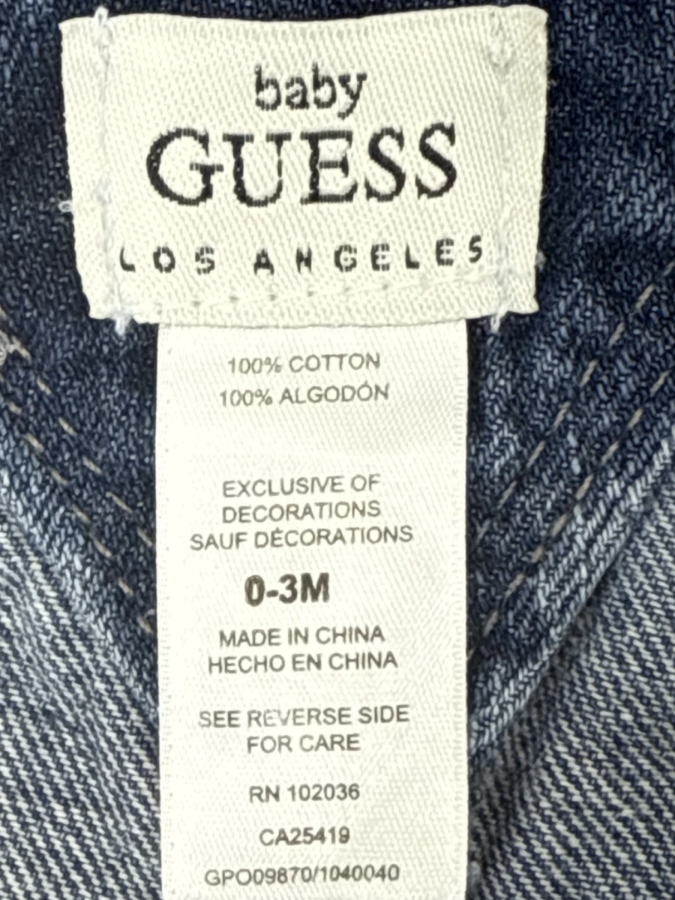 baby
GUESS
LOS ANGELES
100% COTTON
100% ALGODÓN
EXCLUSIVE OF
DECORATIONS
SAUF DÉCORATIONS
0-3M
MADE IN CHINA
HECHO EN CHINA
SEE REVERSE SIDE
FOR CARE
RN 102036
CA25419
GPO09870/1040040